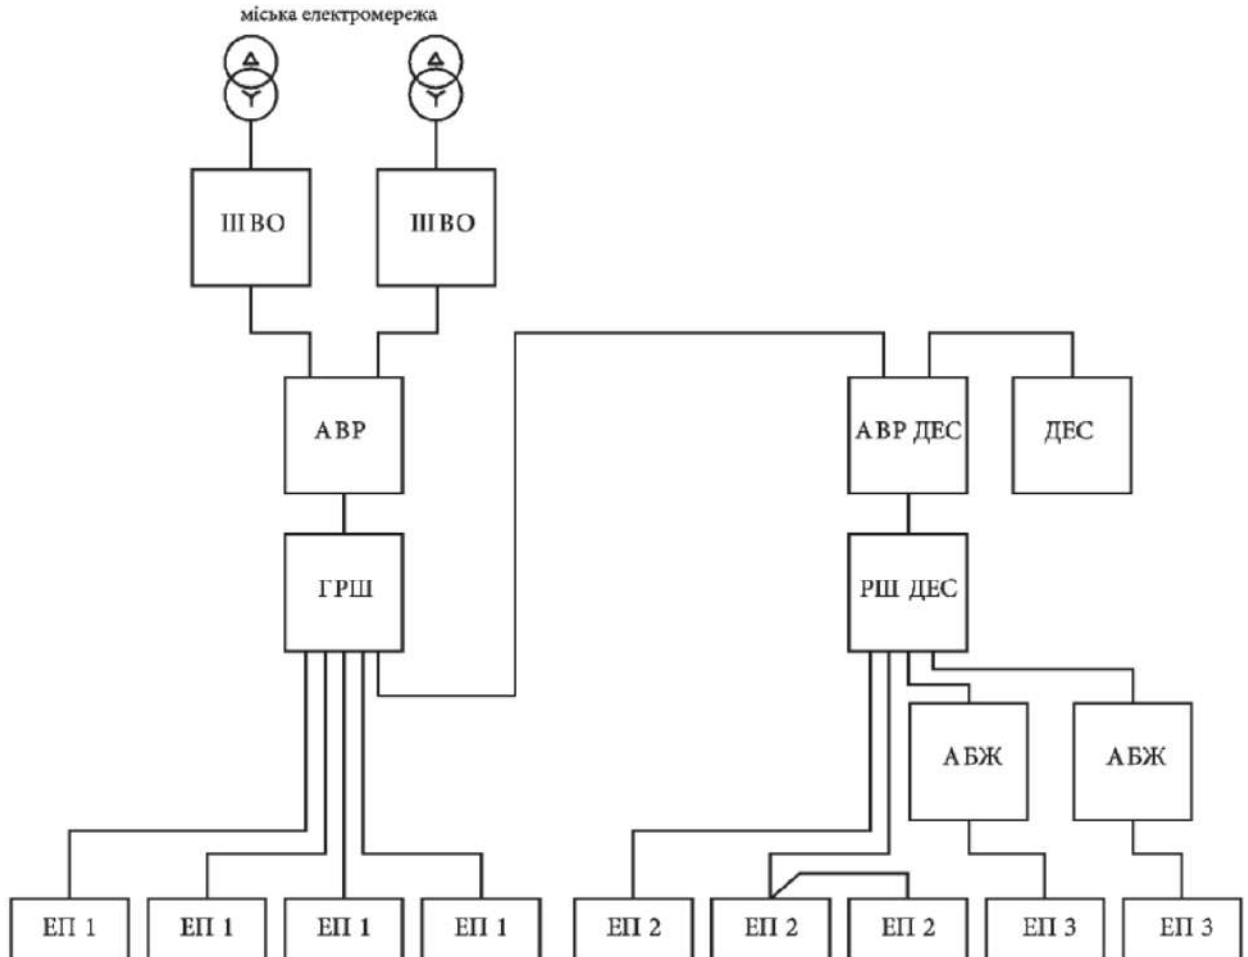 міська електромережа
ШВО
ШВО
АВР
АВР ДЕС
ДЕС
ГРШ
РШ ДЕС
АБЖ
АБЖ
ЕП 1
ЕП 1
ЕП 1
ЕП 1
ЕП 2
ЕП 2
ЕП 2
ЕП 3
ЕП 3